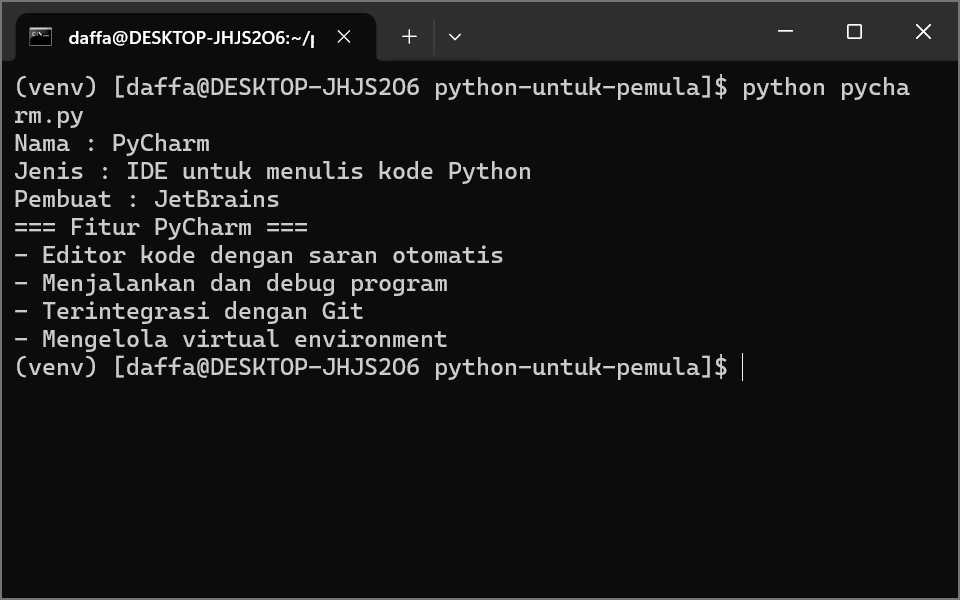 daffa@DESKTOP-JHJS2O6:~/p
(venv) [daffa@DESKTOP-JHJS2O6 python-untuk-pemula]$ python pycha
rm.py
Nama : PyCharm
Jenis : IDE untuk menulis kode Python
Pembuat : JetBrains
=== Fitur PyCharm ===
- Editor kode dengan saran otomatis
- Menjalankan dan debug program
- Terintegrasi dengan Git
- Mengelola virtual environment
(venv) [daffa@DESKTOP-JHJS2O6 python-untuk-pemula]$